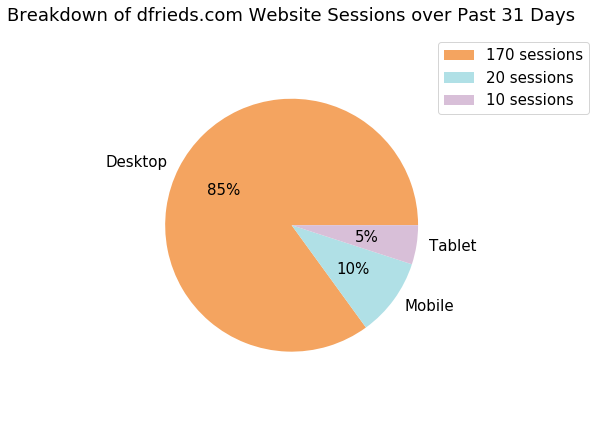 Breakdown of dfrieds.com Website Sessions over Past 31 Days
170 sessions
20 sessions
10 sessions
Desktop
85%
5%
Tablet
10%
Mobile